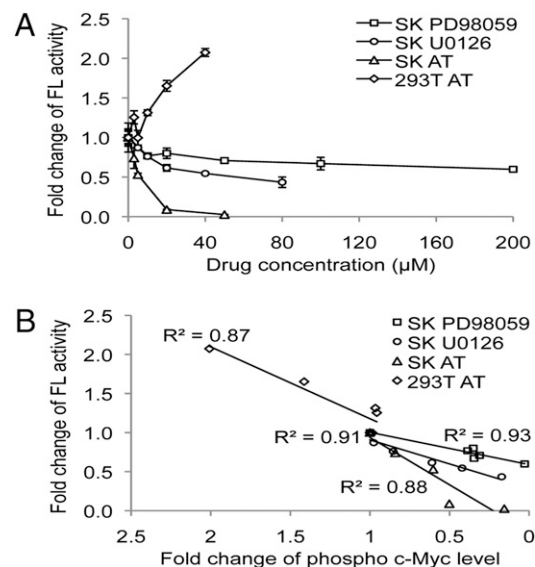 A
Fold change of FL activity
2.5
2.0
1.5
1.0
0.5
0.0
SK PD98059
SK U0126
SK AT
293T AT
0 40 80 120 160 200
Drug concentration (µM)
B
Fold change of FL activity
2.5
2.0
1.5
1.0
0.5
0.0
SK PD98059
SK U0126
SK AT
293T AT
R² = 0.87
R² = 0.91
R² = 0.93
R² = 0.88
2.5 2 1.5 1 0.5 0
Fold change of phospho c-Myc level